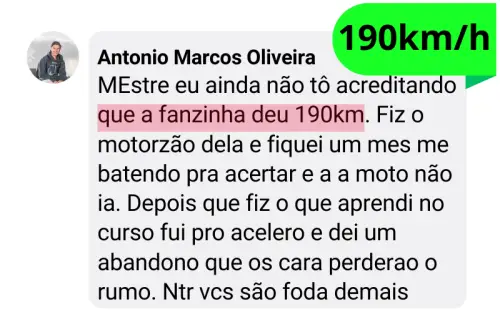 190km/h
Antonio Marcos Oliveira
MEstre eu ainda não tô acreditando
que a fanzinha deu 190km. Fiz o
motorzão dela e fiquei um mes me
batendo pra acertar e a a moto não
ia. Depois que fiz o que aprendi no
curso fui pro acelero e dei um
abandono que os cara perderao o
rumo. Ntr vcs são foda demais